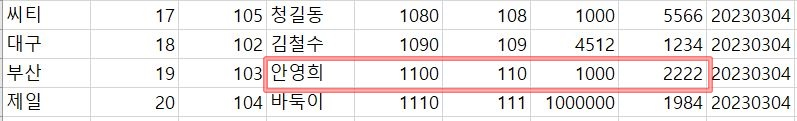 씨티 17 105 청길동 1080 108 1000 5566 20230304
대구 18 102 김철수 1090 109 4512 1234 20230304
부산 19 103 안영희 1100 110 1000 2222 20230304
제일 20 104 바둑이 1110 111 1000000 1984 20230304